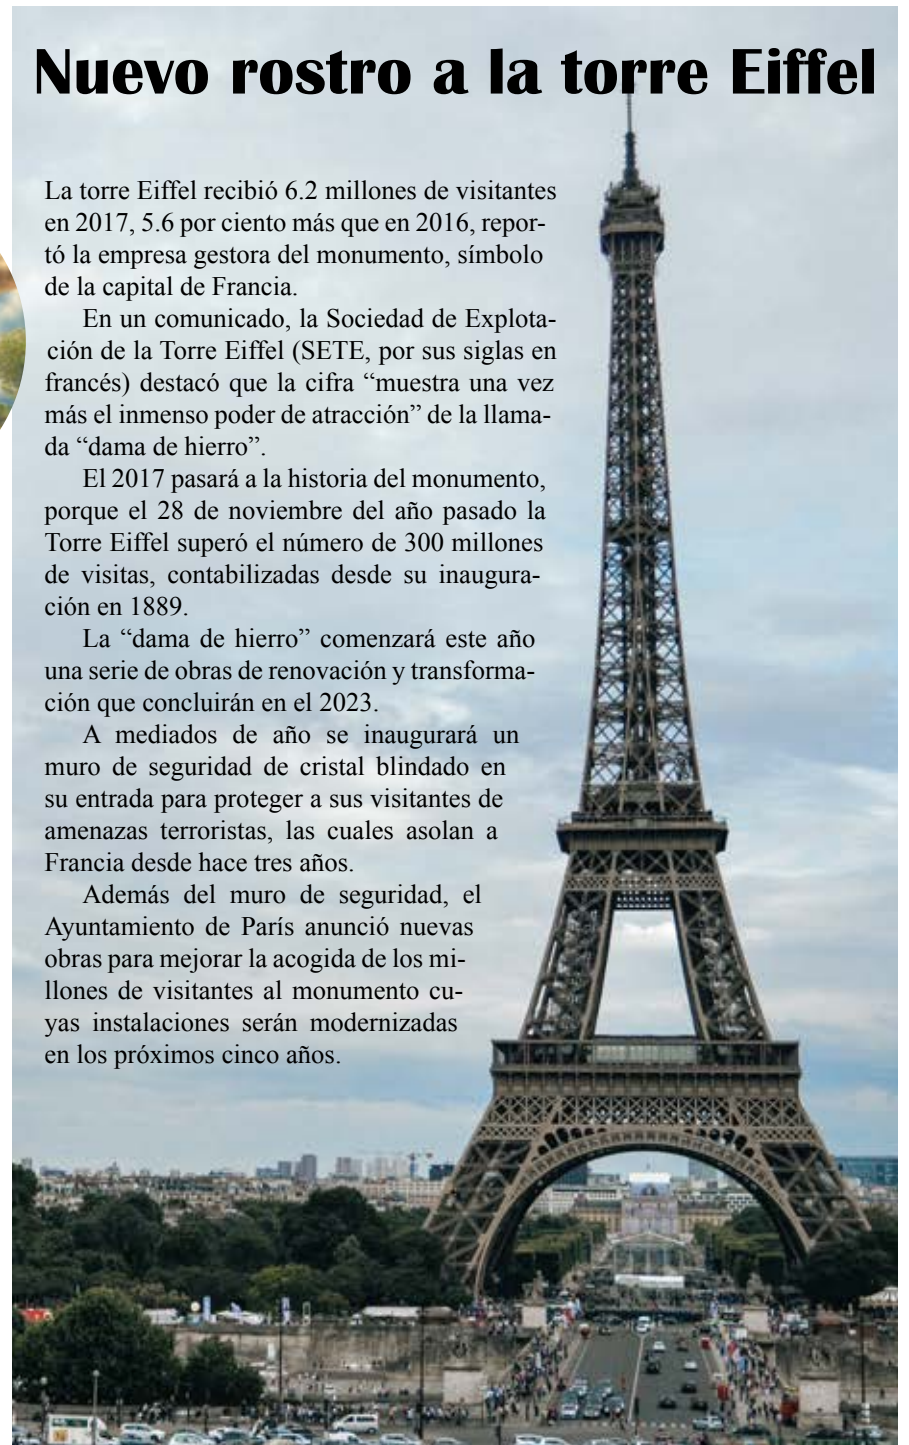 Nuevo rostro a la torre Eiffel
La torre Eiffel recibió 6.2 millones de visitantes
en 2017, 5.6 por ciento más que en 2016, repor-
tó la empresa gestora del monumento, símbolo
de la capital de Francia.
En un comunicado, la Sociedad de Explota-
ción de la Torre Eiffel (SETE, por sus siglas en
francés) destacó que la cifra “muestra una vez
más el inmenso poder de atracción” de la llama-
da “dama de hierro”.
El 2017 pasará a la historia del monumento,
porque el 28 de noviembre del año pasado la
Torre Eiffel superó el número de 300 millones
de visitas, contabilizadas desde su inaugura-
ción en 1889.
La “dama de hierro” comenzará este año
una serie de obras de renovación y transforma-
ción que concluirán en el 2023.
A mediados de año se inaugurará un
muro de seguridad de cristal blindado en
su entrada para proteger a sus visitantes de
amenazas terroristas, las cuales asolan a
Francia desde hace tres años.
Además del muro de seguridad, el
Ayuntamiento de París anunció nuevas
obras para mejorar la acogida de los mi-
llones de visitantes al monumento cu-
yas instalaciones serán modernizadas
en los próximos cinco años.